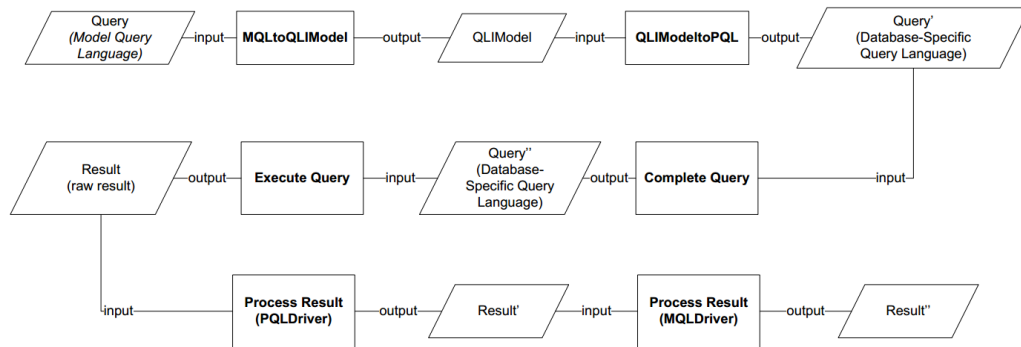 Query
(Model Query
Language)
input
MQLtoQLIModel
output
QLIModel
input
QLIModeltoPQL
output
Query'
(Database-Specific
Query Language)
Result
(raw result)
output
Execute Query
input
Query''
(Database-
Specific Query
Language)
output
Complete Query
input
input
Process Result
(PQLDriver)
output
Result'
input
Process Result
(MQLDriver)
output
Result''